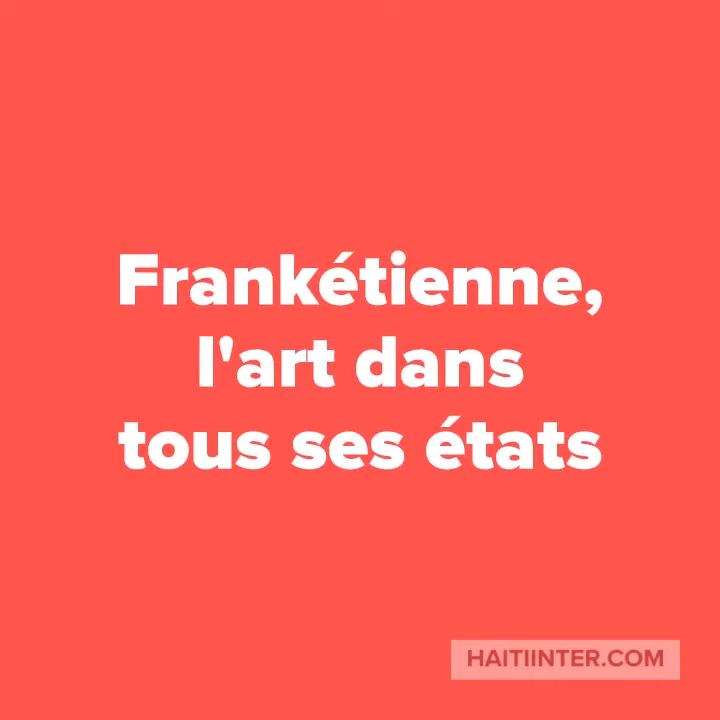 Frankétienne,
l'art dans
tous ses états
HAITIINTER.COM